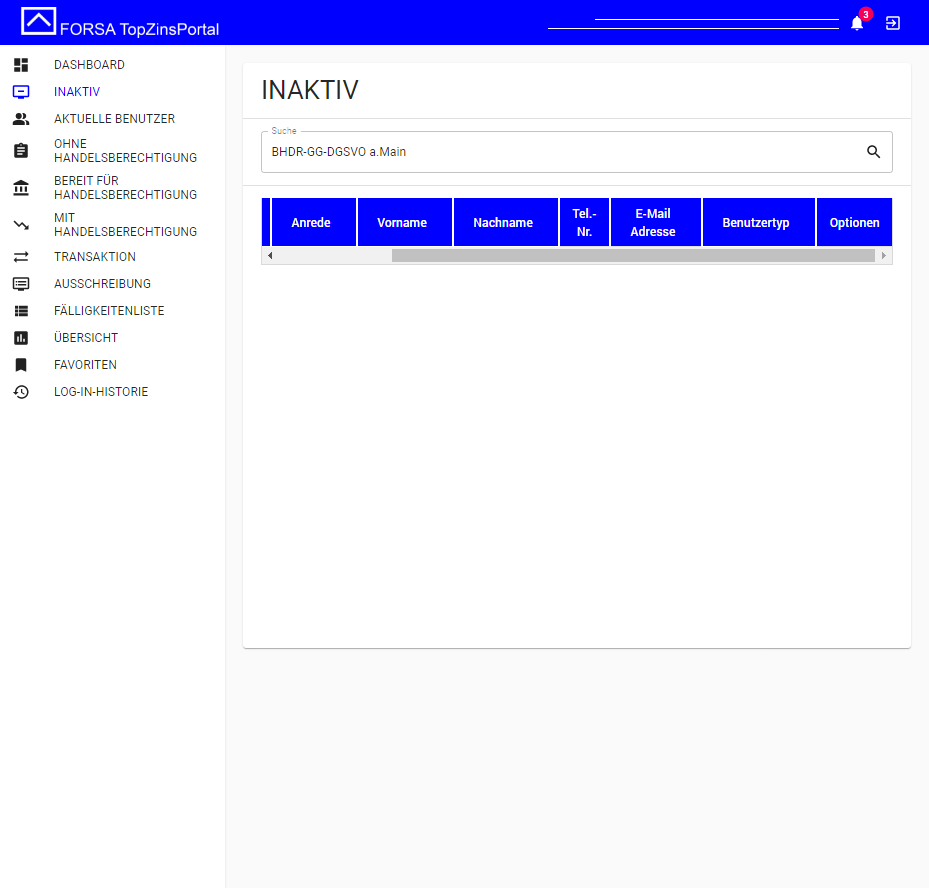 FORSA TopZinsPortal
3
DASHBOARD
INAKTIV
AKTUELLE BENUTZER
OHNE
HANDELSBERECHTIGUNG
BEREIT FÜR
HANDELSBERECHTIGUNG
MIT
HANDELSBERECHTIGUNG
TRANSAKTION
AUSSCHREIBUNG
FÄLLIGKEITENLISTE
ÜBERSICHT
FAVORITEN
LOG-IN-HISTORIE
INAKTIV
Suche
BHDR-GG-DGSVO a.Main
Anrede
Vorname
Nachname
Tel.-
Nr.
E-Mail
Adresse
Benutzertyp
Optionen